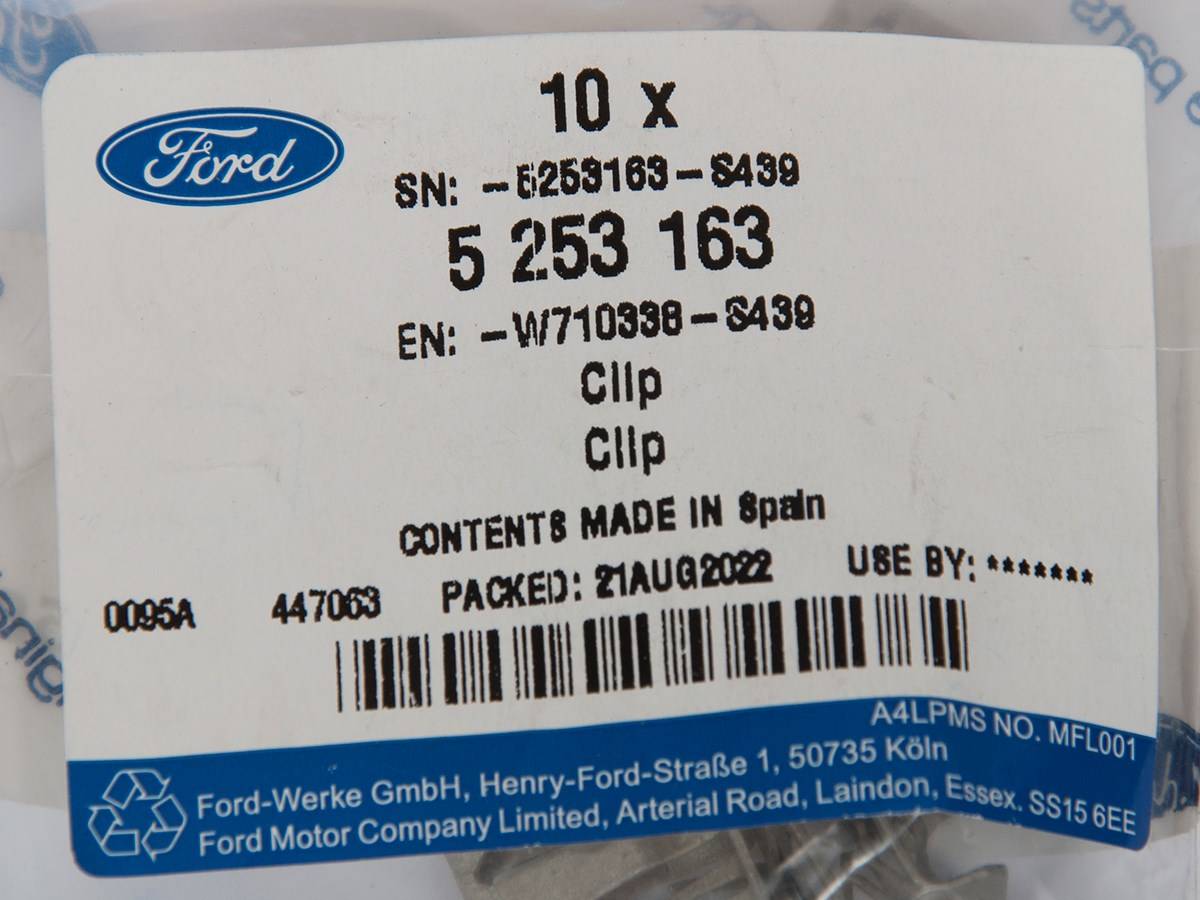 parts
Ford
10 x
SN: -5253163-S439
5 253 163
EN: -W710338-S439
Clip
Clip
CONTENTS MADE IN Spain
0095A 447063 PACKED: 21AUG2022 USE BY: *******
A4LPMS NO. MFL001
Ford-Werke GmbH, Henry-Ford-Straße 1, 50735 Köln
Ford Motor Company Limited, Arterial Road, Laindon, Essex. SS15 6EE